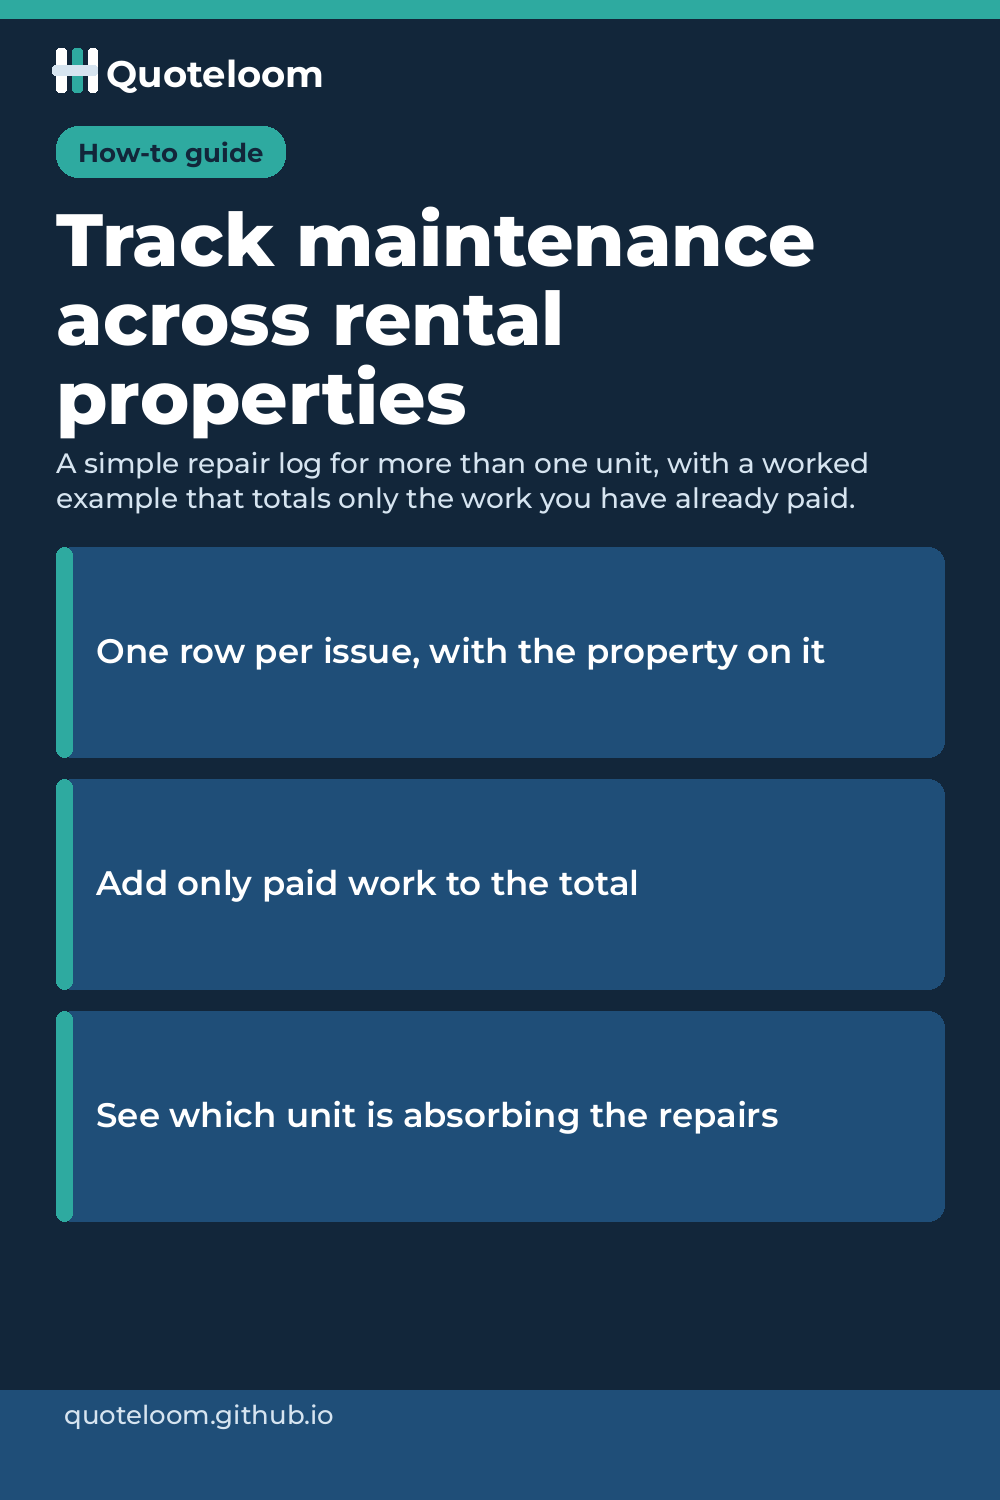 Quoteloom
How-to guide
Track maintenance
across rental
properties
A simple repair log for more than one unit, with a worked
example that totals only the work you have already paid.
One row per issue, with the property on it
Add only paid work to the total
See which unit is absorbing the repairs
quoteloom.github.io